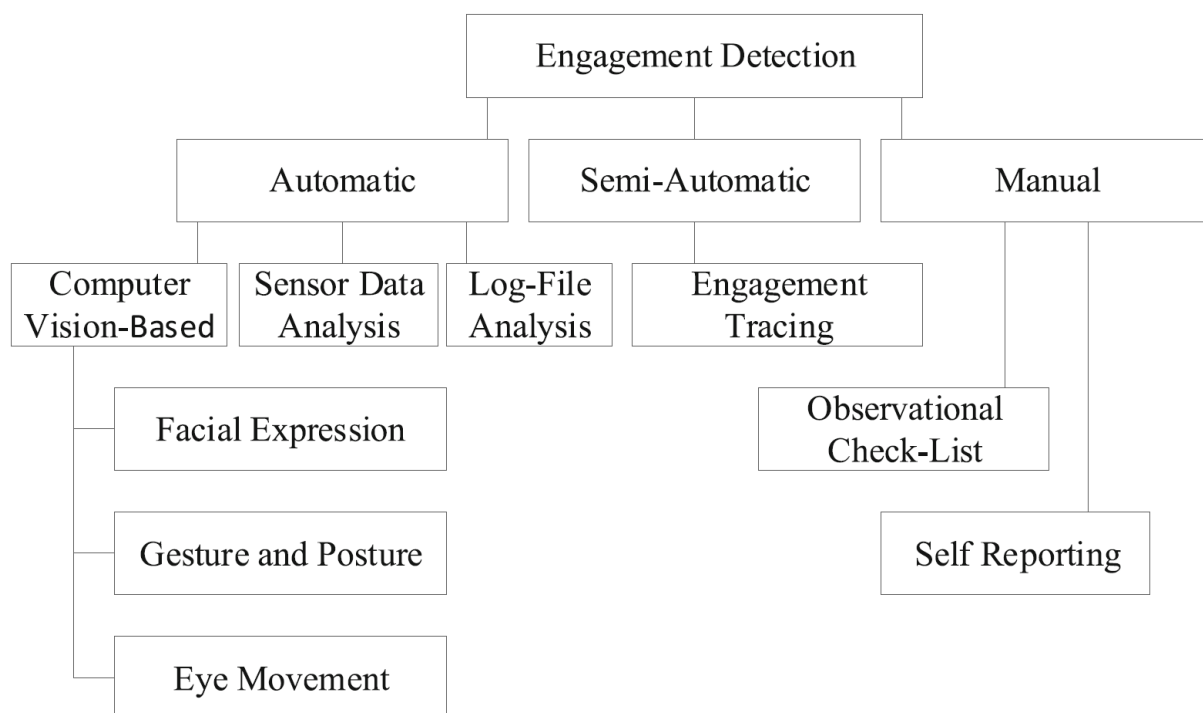 Engagement Detection
Automatic
Semi-Automatic
Manual
Computer
Vision-Based
Sensor Data
Analysis
Log-File
Analysis
Engagement
Tracing
Facial Expression
Observational
Check-List
Gesture and Posture
Self Reporting
Eye Movement